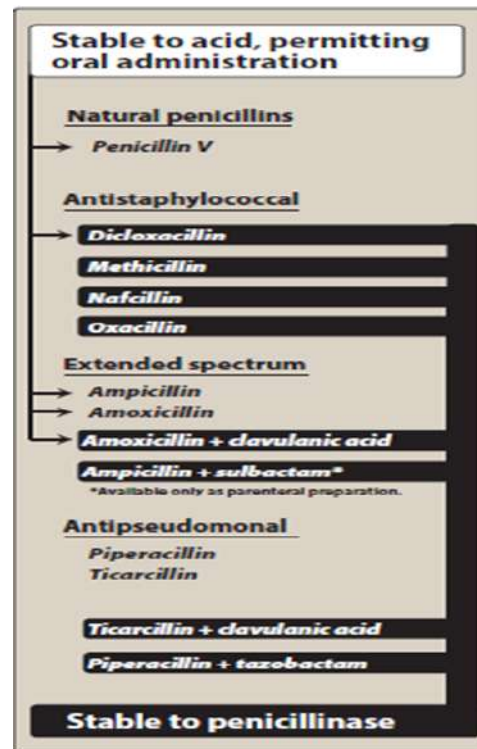 Stable to acid, permitting
oral administration
Natural penicillins
Penicillin V
Antistaphylococcal
Dicloxacillin
Methicillin
Nafcillin
Oxacillin
Extended spectrum
Ampicillin
Amoxicillin
Amoxicillin + clavulanic acid
Ampicillin + sulbactam*
*Available only as parenteral preparation.
Antipseudomonal
Piperacillin
Ticarcillin
Ticarcillin + clavulanic acid
Piperacillin + tazobactam
Stable to penicillinase